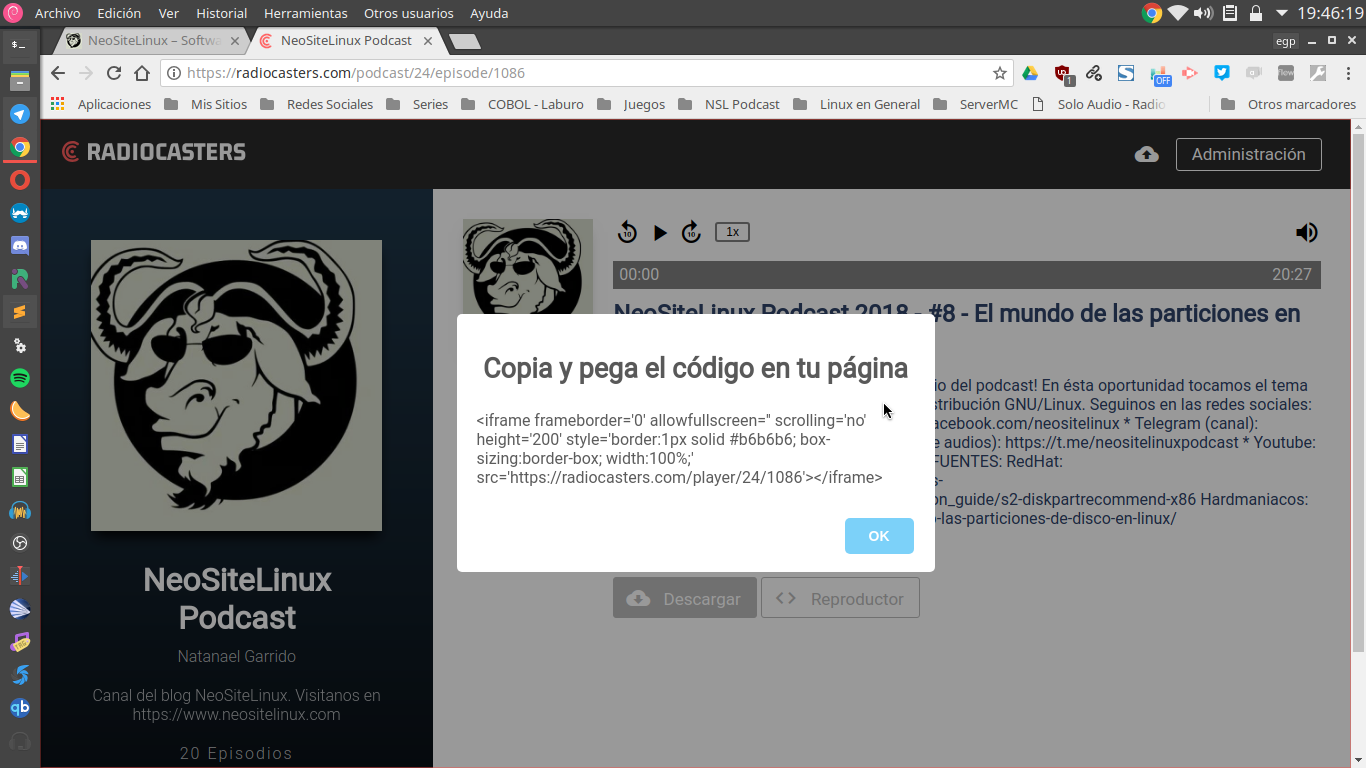 Archivo Edición Ver Historial Herramientas Otros usuarios Ayuda 19:46:19
NeoSiteLinux – Softwa NeoSiteLinux Podcast egp
https://radiocasters.com/podcast/24/episode/1086 1 OFF
Aplicaciones Mis Sitios Redes Sociales Series COBOL - Laburo Juegos NSL Podcast Linux en General ServerMC Solo Audio - Radio Otros marcadores
RADIOCASTERS Administración
10 10 1x
00:00 20:27
NeoSiteLinux Podcast 2018 - #8 - El mundo de las particiones en
io del podcast! En ésta oportunidad tocamos el tema
stribución GNU/Linux. Seguinos en las redes sociales:
acebook.com/neositelinux * Telegram (canal):
e audios): https://t.me/neositelinuxpodcast * Youtube:
FUENTES: RedHat:
s-
on_guide/s2-diskpartrecommend-x86 Hardmaniacos:
o-las-particiones-de-disco-en-linux/
Copia y pega el código en tu página
<iframe frameborder='0' allowfullscreen='' scrolling='no'
height='200' style='border:1px solid #b6b6b6; box-
sizing:border-box; width:100%;'
src='https://radiocasters.com/player/24/1086'></iframe>
OK
Descargar Reproductor
NeoSiteLinux
Podcast
Natanael Garrido
Canal del blog NeoSiteLinux. Visitanos en
https://www.neositelinux.com
20 Episodios